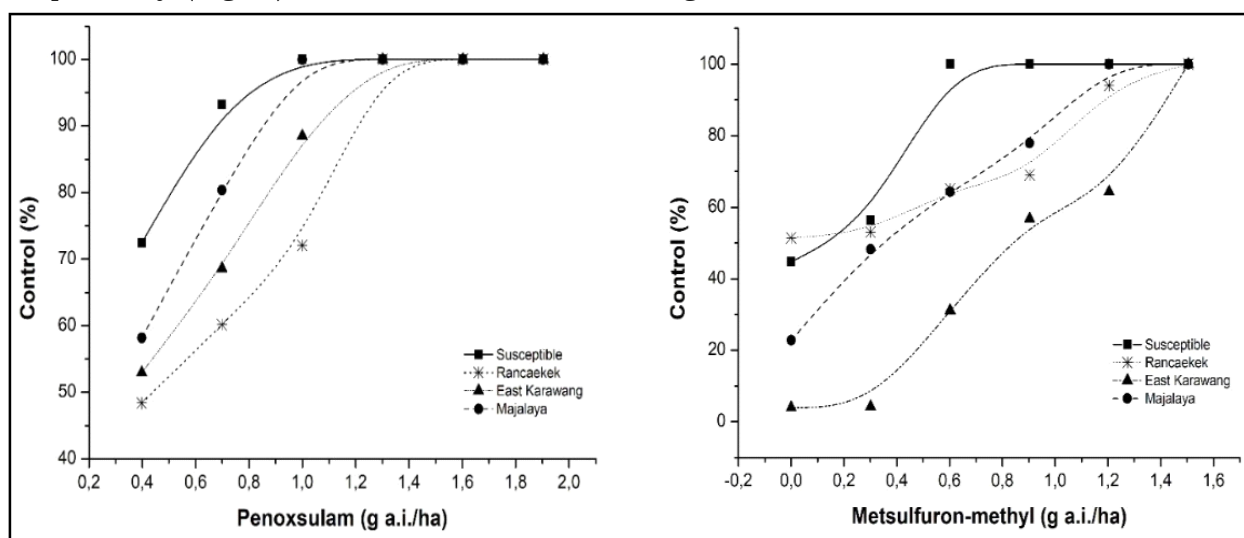 100
90
80
70
60
50
40
Control (%)
Susceptible
Rancaekek
East Karawang
Majalaya
0,2 0,4 0,6 0,8 1,0 1,2 1,4 1,6 1,8 2,0
Penoxsulam (g a.i./ha)
100
80
60
40
20
0
Control (%)
Susceptible
Rancaekek
East Karawang
Majalaya
-0,2 0,0 0,2 0,4 0,6 0,8 1,0 1,2 1,4 1,6
Metsulfuron-methyl (g a.i./ha)